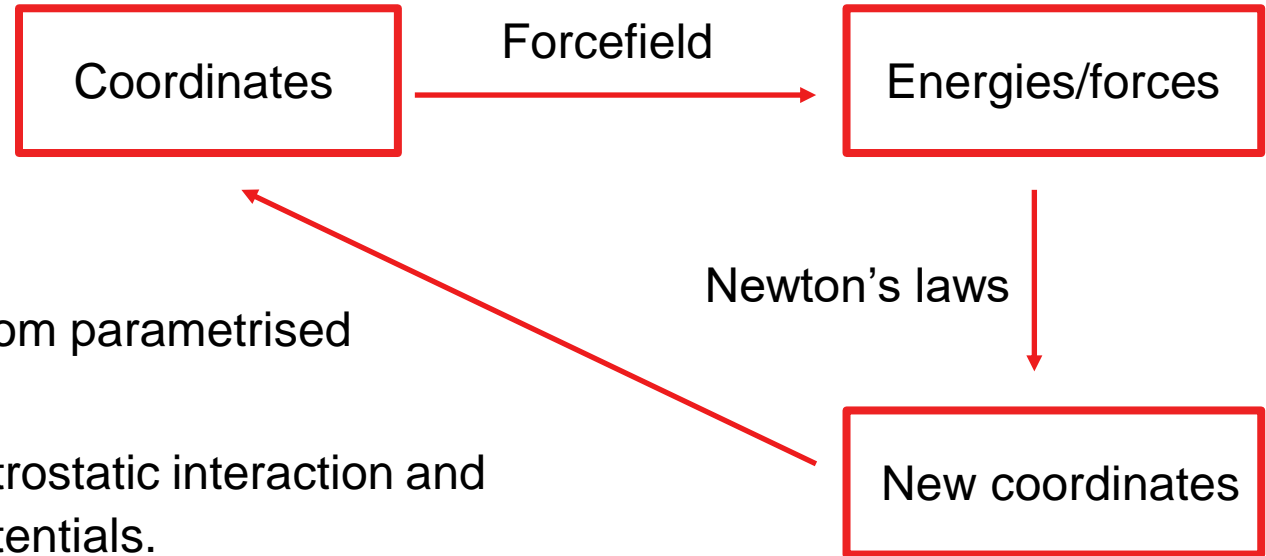 Forcefield
Coordinates
Energies/forces
Newton's laws
om parametrised
trostatic interaction and
New coordinates
tentials.